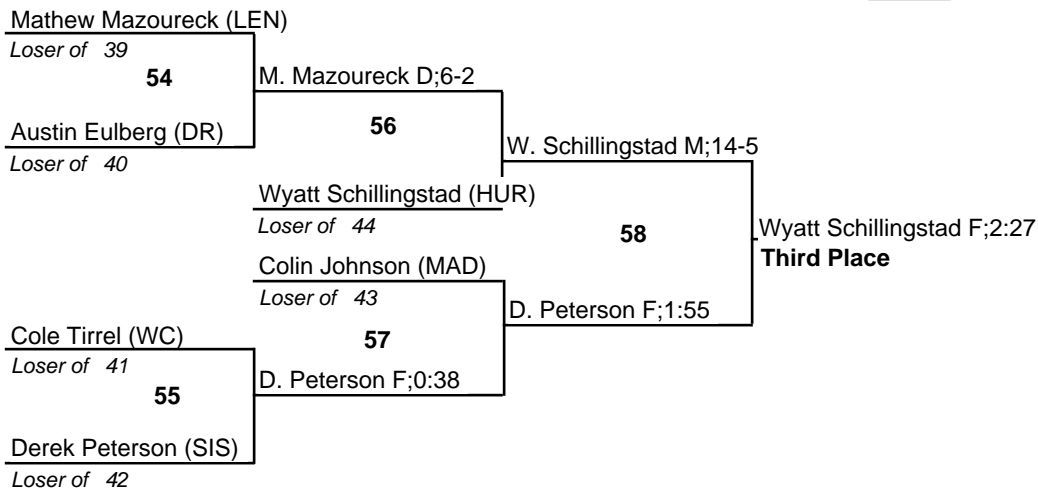 Mathew Mazoureck (LEN)
Loser of 39
54
M. Mazoureck D;6-2
Austin Eulberg (DR)
Loser of 40
56
W. Schillingstad M;14-5
Wyatt Schillingstad (HUR)
Loser of 44
58
Wyatt Schillingstad F;2:27
Third Place
Colin Johnson (MAD)
Loser of 43
D. Peterson F;1:55
Cole Tirrel (WC)
Loser of 41
57
55
D. Peterson F;0:38
Derek Peterson (SIS)
Loser of 42